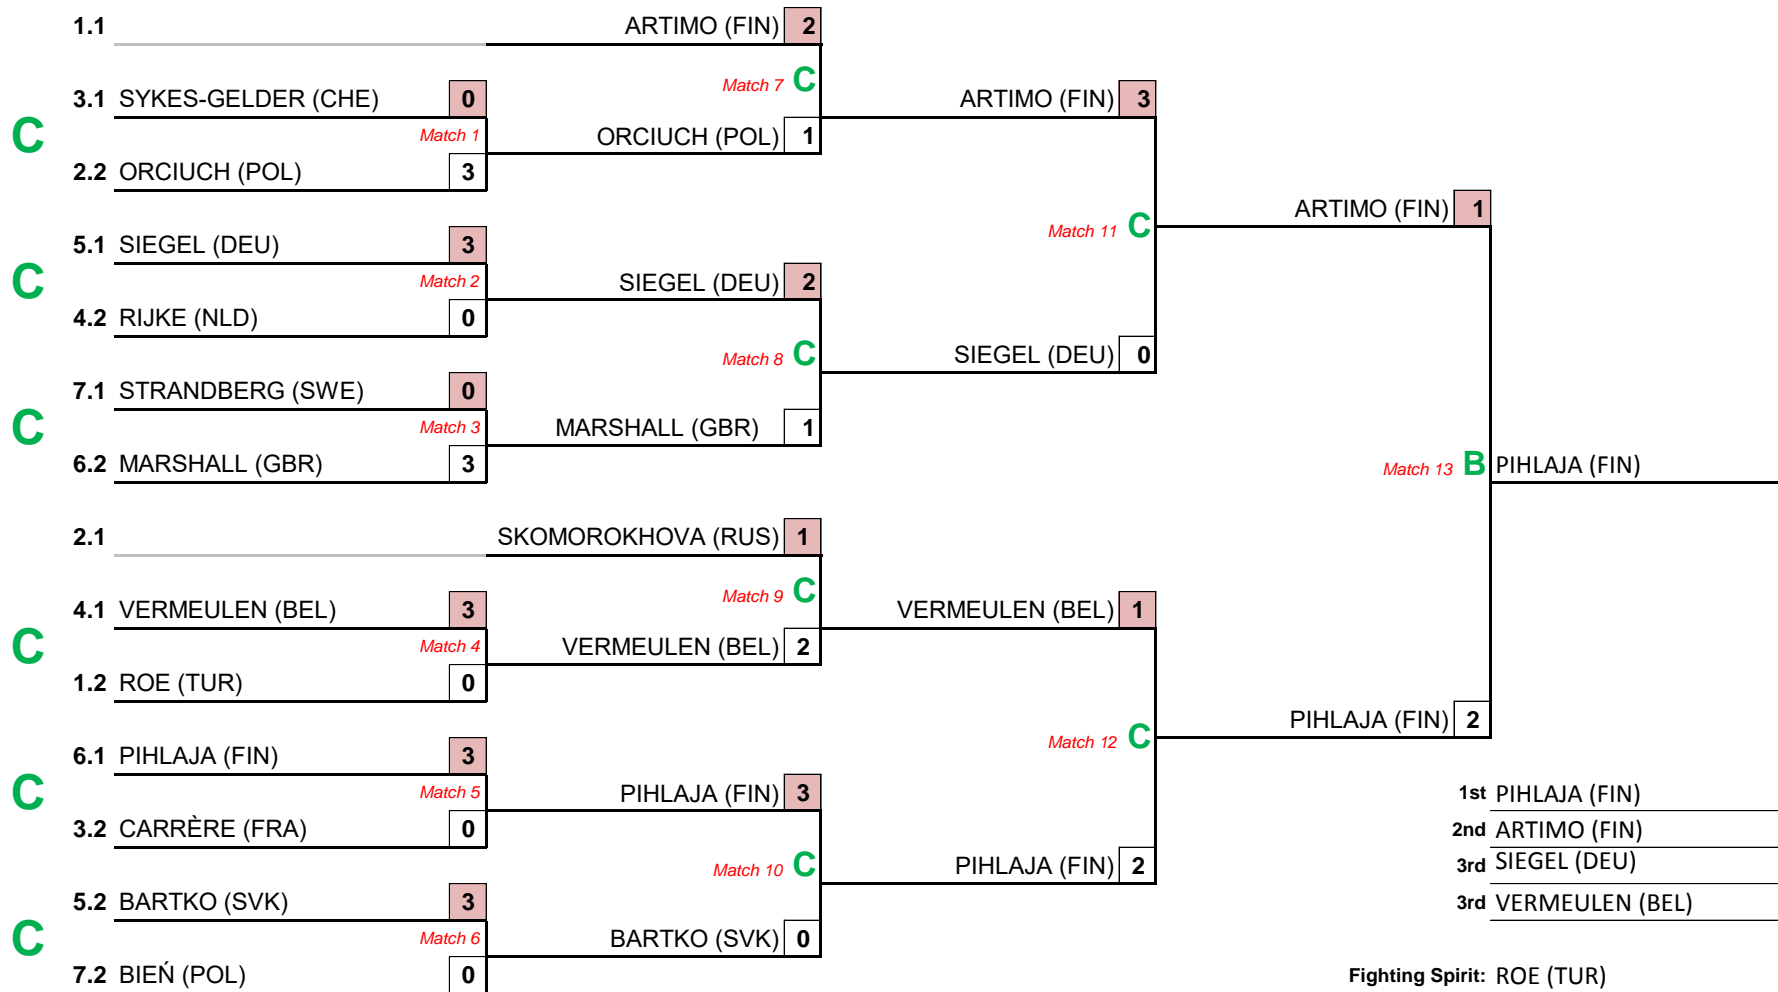 1.1 ARTIMO (FIN) 2
Match 7 C
3.1 SYKES-GELDER (CHE) 0 ARTIMO (FIN) 3
C Match 1 ORCIUCH (POL) 1
2.2 ORCIUCH (POL) 3
ARTIMO (FIN) 1
Match 11 C
5.1 SIEGEL (DEU) 3
C Match 2 SIEGEL (DEU) 2
4.2 RIJKE (NLD) 0
Match 8 C SIEGEL (DEU) 0
7.1 STRANDBERG (SWE) 0
C Match 3 MARSHALL (GBR) 1
6.2 MARSHALL (GBR) 3
Match 13 B PIHLAJA (FIN)
2.1 SKOMOROKHOVA (RUS) 1
Match 9 C
4.1 VERMEULEN (BEL) 3 VERMEULEN (BEL) 1
C Match 4 VERMEULEN (BEL) 2
1.2 ROE (TUR) 0
PIHLAJA (FIN) 2
Match 12 C
6.1 PIHLAJA (FIN) 3
C Match 5 PIHLAJA (FIN) 3
3.2 CARRÈRE (FRA) 0
Match 10 C PIHLAJA (FIN) 2
5.2 BARTKO (SVK) 3
C Match 6 BARTKO (SVK) 0
7.2 BIEŃ (POL) 0
1st PIHLAJA (FIN)
2nd ARTIMO (FIN)
3rd SIEGEL (DEU)
3rd VERMEULEN (BEL)
Fighting Spirit: ROE (TUR)